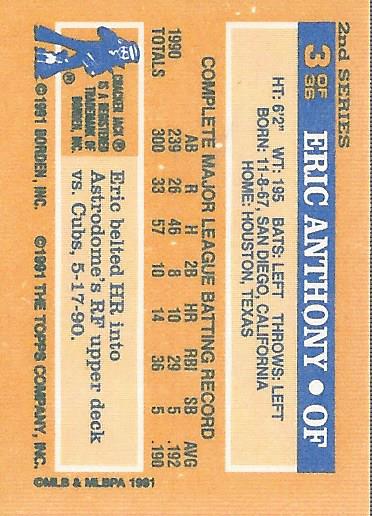 2nd SERIES
3 OF 36
ERIC ANTHONY • OF
HT: 6'2" WT: 195 BATS: LEFT THROWS: LEFT
BORN: 11-8-67, SAN DIEGO, CALIFORNIA
HOME: HOUSTON, TEXAS
COMPLETE MAJOR LEAGUE BATTING RECORD
AB R H 2B HR RBI SB AVG
1990 239 26 46 8 10 29 5 .192
TOTALS 300 33 57 10 14 36 5 .190
®
CRACKER JACK®
IS A REGISTERED
TRADEMARK OF
BORDEN, INC.
Eric belted HR into
Astrodome's RF upper deck
vs. Cubs, 5-17-90.
©1991 BORDEN, INC. ©1991 THE TOPPS COMPANY, INC.
©MLB & MLBPA 1991